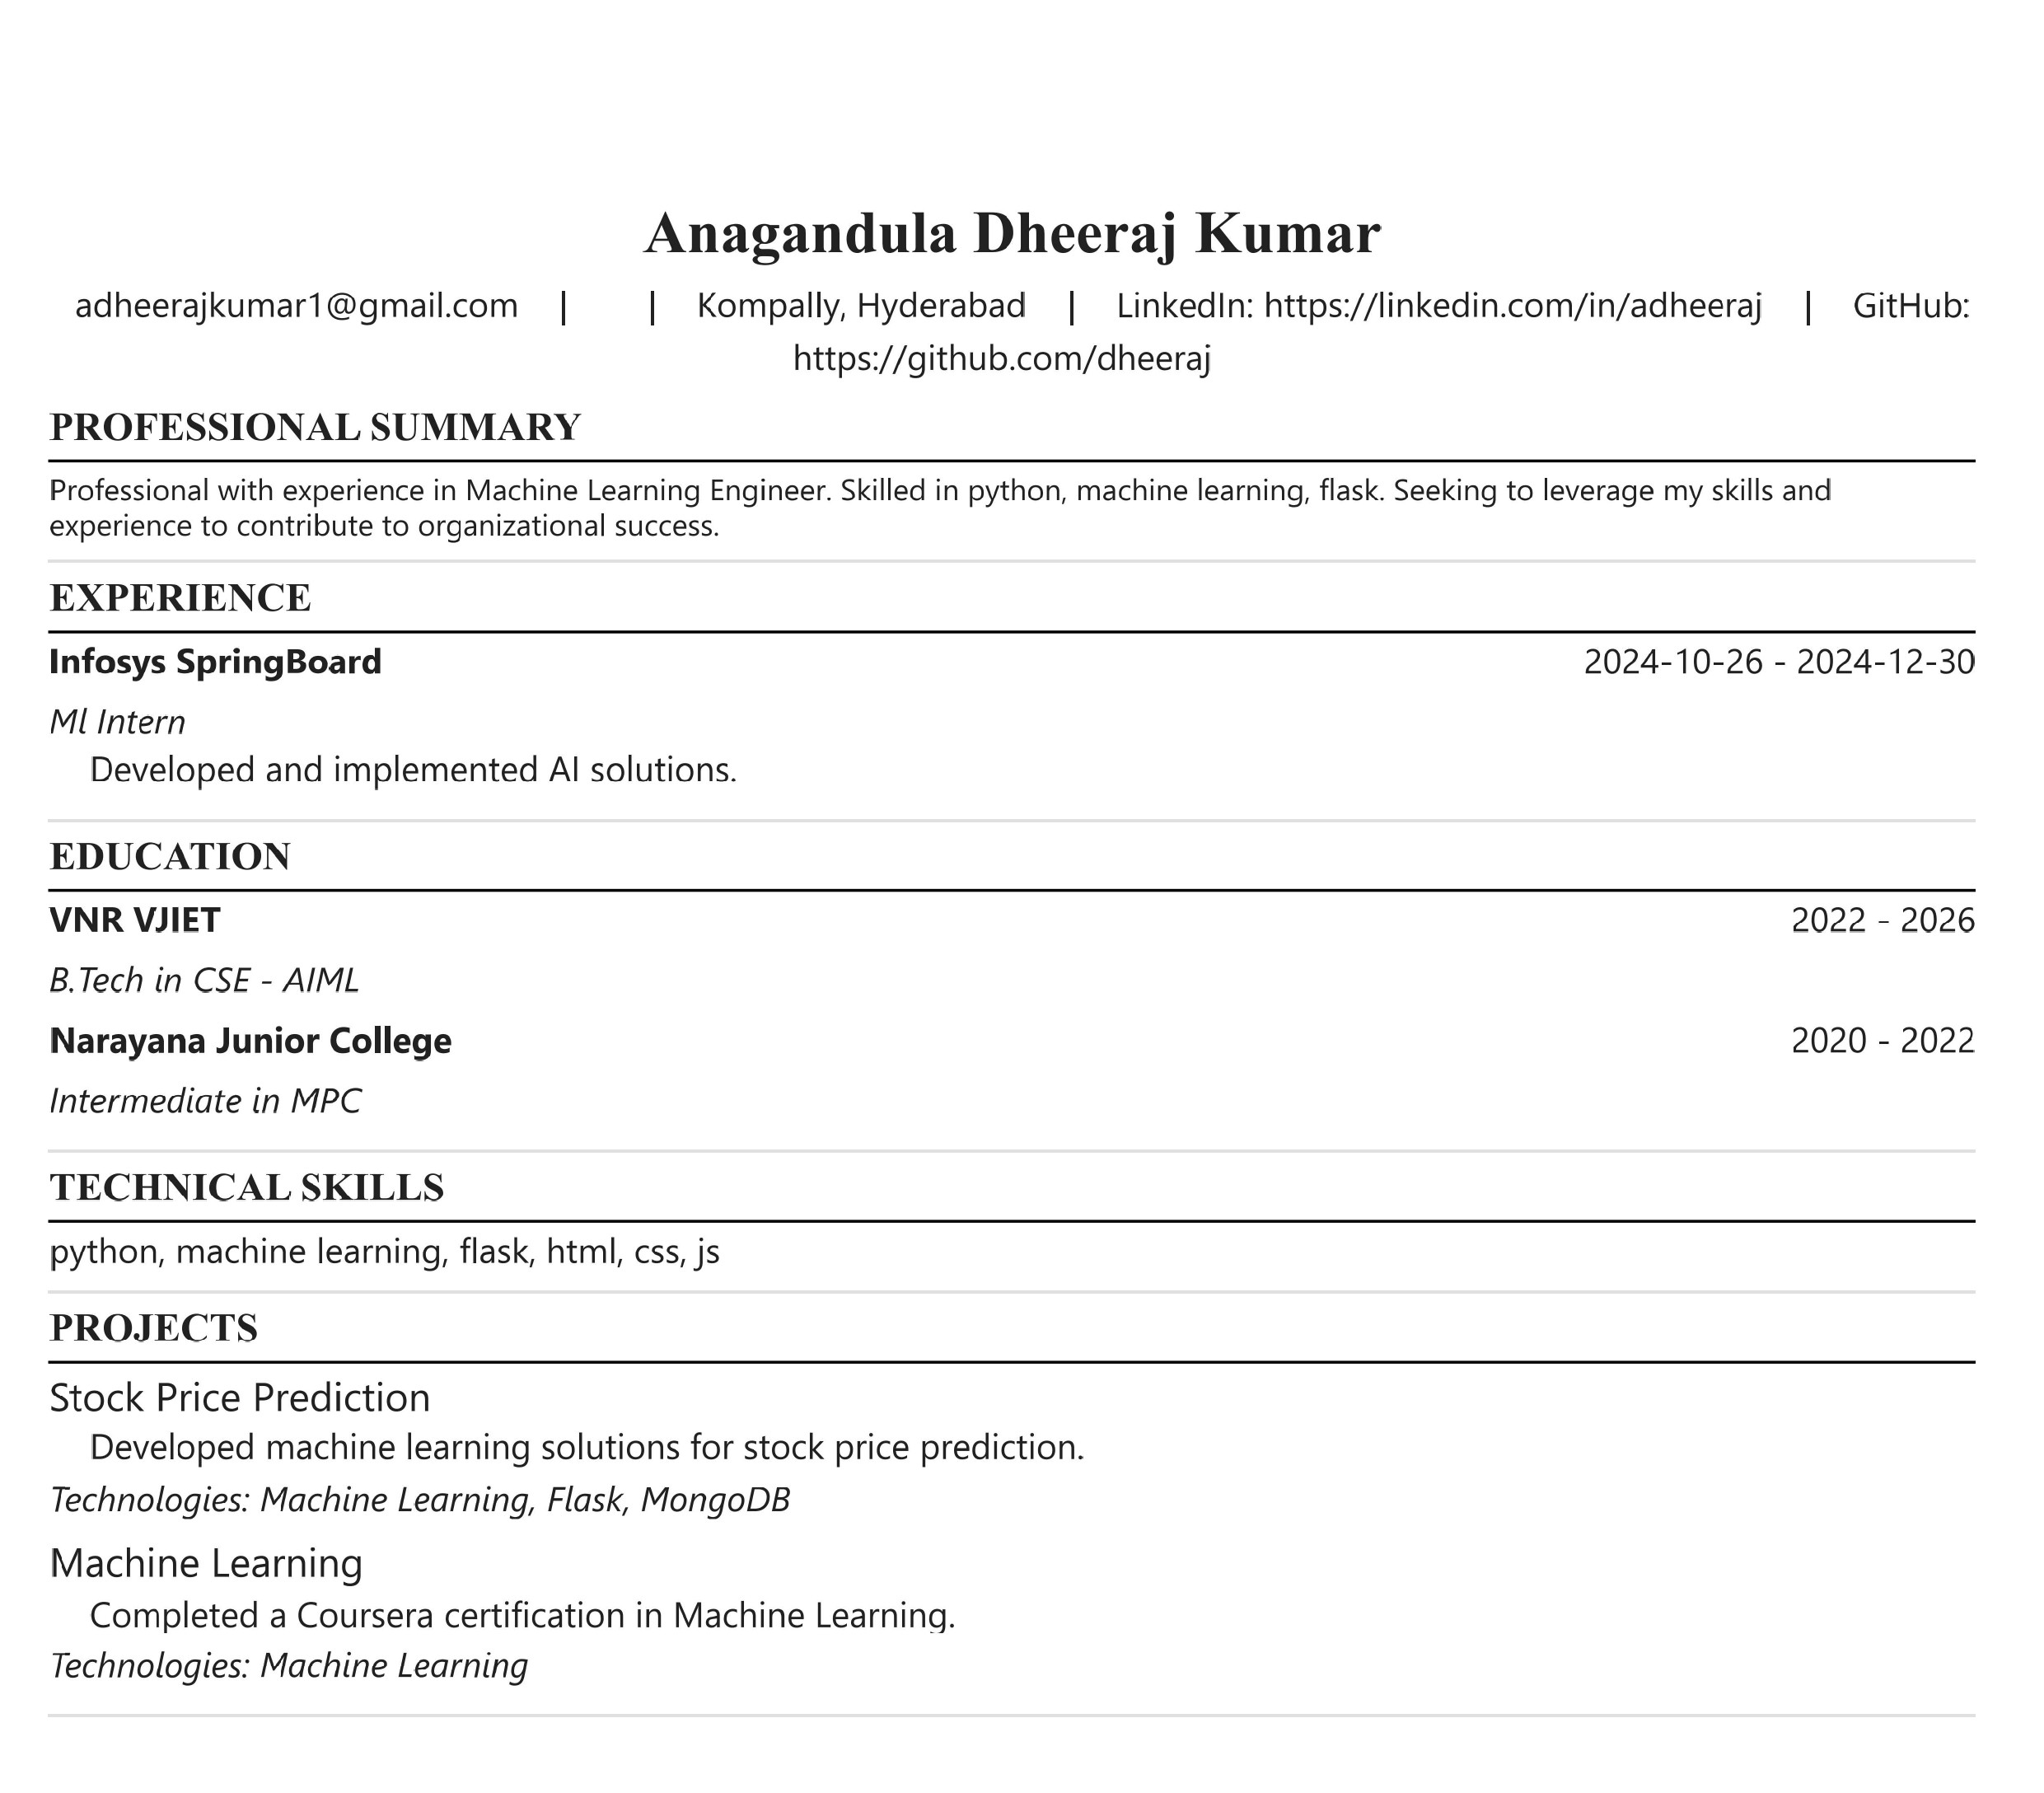 Anagandula Dheeraj Kumar
adheerajkumar1@gmail.com | | Kompally, Hyderabad | LinkedIn: https://linkedin.com/in/adheeraj | GitHub:
https://github.com/dheeraj
PROFESSIONAL SUMMARY
Professional with experience in Machine Learning Engineer. Skilled in python, machine learning, flask. Seeking to leverage my skills and
experience to contribute to organizational success.
EXPERIENCE
Infosys SpringBoard 2024-10-26 - 2024-12-30
Ml Intern
Developed and implemented AI solutions.
EDUCATION
VNR VJIET 2022 - 2026
B.Tech in CSE - AIML
Narayana Junior College 2020 - 2022
Intermediate in MPC
TECHNICAL SKILLS
python, machine learning, flask, html, css, js
PROJECTS
Stock Price Prediction
Developed machine learning solutions for stock price prediction.
Technologies: Machine Learning, Flask, MongoDB
Machine Learning
Completed a Coursera certification in Machine Learning.
Technologies: Machine Learning